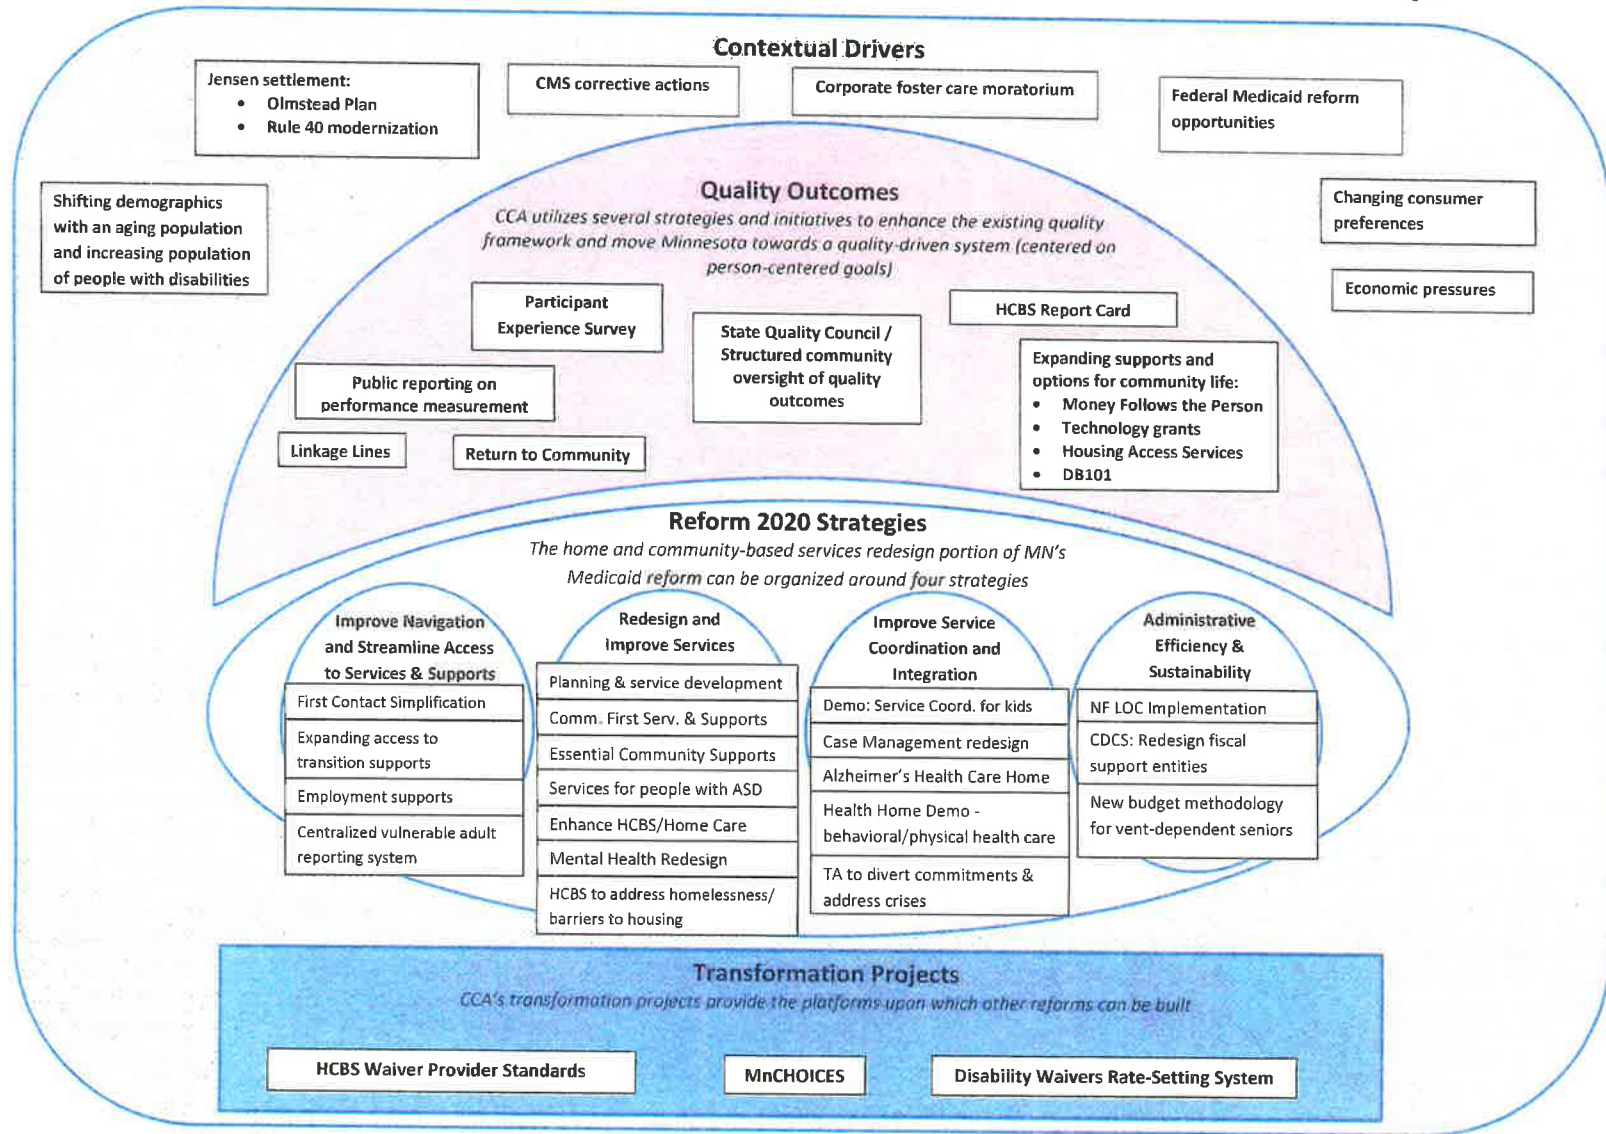 Contextual Drivers
Jensen settlement:
• Olmstead Plan
• Rule 40 modernization
CMS corrective actions
Corporate foster care moratorium
Federal Medicaid reform
opportunities
Shifting demographics
with an aging population
and increasing population
of people with disabilities
Changing consumer
preferences
Economic pressures
Quality Outcomes
CCA utilizes several strategies and initiatives to enhance the existing quality
framework and move Minnesota towards a quality-driven system (centered on
person-centered goals)
Participant
Experience Survey
State Quality Council /
Structured community
oversight of quality
outcomes
HCBS Report Card
Public reporting on
performance measurement
Expanding supports and
options for community life:
• Money Follows the Person
• Technology grants
• Housing Access Services
• DB101
Linkage Lines
Return to Community
Reform 2020 Strategies
The home and community-based services redesign portion of MN's
Medicaid reform can be organized around four strategies
Improve Navigation
and Streamline Access
to Services & Supports
First Contact Simplification
Expanding access to
transition supports
Employment supports
Centralized vulnerable adult
reporting system
Redesign and
Improve Services
Planning & service development
Comm. First Serv. & Supports
Essential Community Supports
Services for people with ASD
Enhance HCBS/Home Care
Mental Health Redesign
HCBS to address homelessness/
barriers to housing
Improve Service
Coordination and
Integration
Demo: Service Coord. for kids
Case Management redesign
Alzheimer's Health Care Home
Health Home Demo -
behavioral/physical health care
TA to divert commitments &
address crises
Administrative
Efficiency &
Sustainability
NF LOC Implementation
CDCS: Redesign fiscal
support entities
New budget methodology
for vent-dependent seniors
Transformation Projects
CCA's transformation projects provide the platforms upon which other reforms can be built
HCBS Waiver Provider Standards
MnCHOICES
Disability Waivers Rate-Setting System